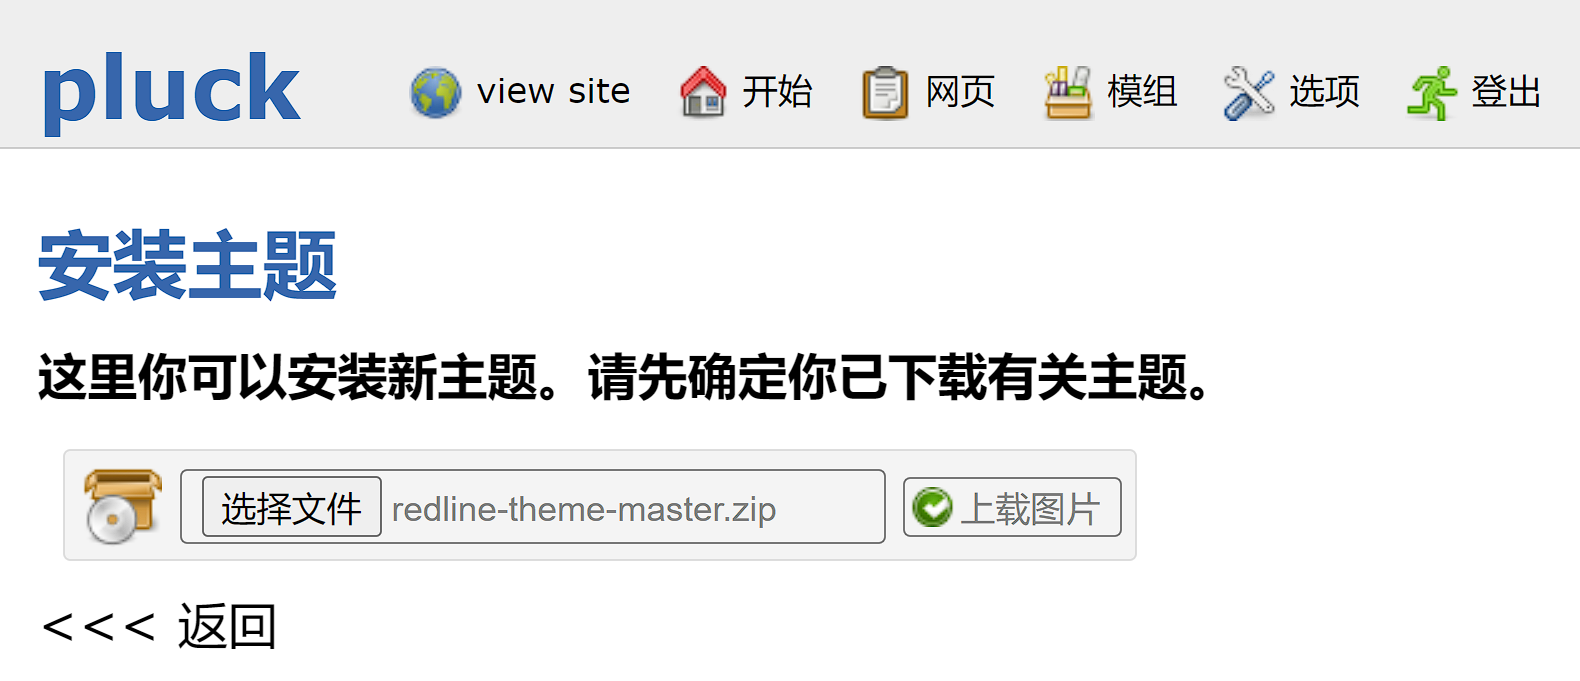 pluck view site 开始 网页 模组 选项 登出
安装主题
这里你可以安装新主题。请先确定你已下载有关主题。
选择文件 redline-theme-master.zip 上载图片
<<< 返回